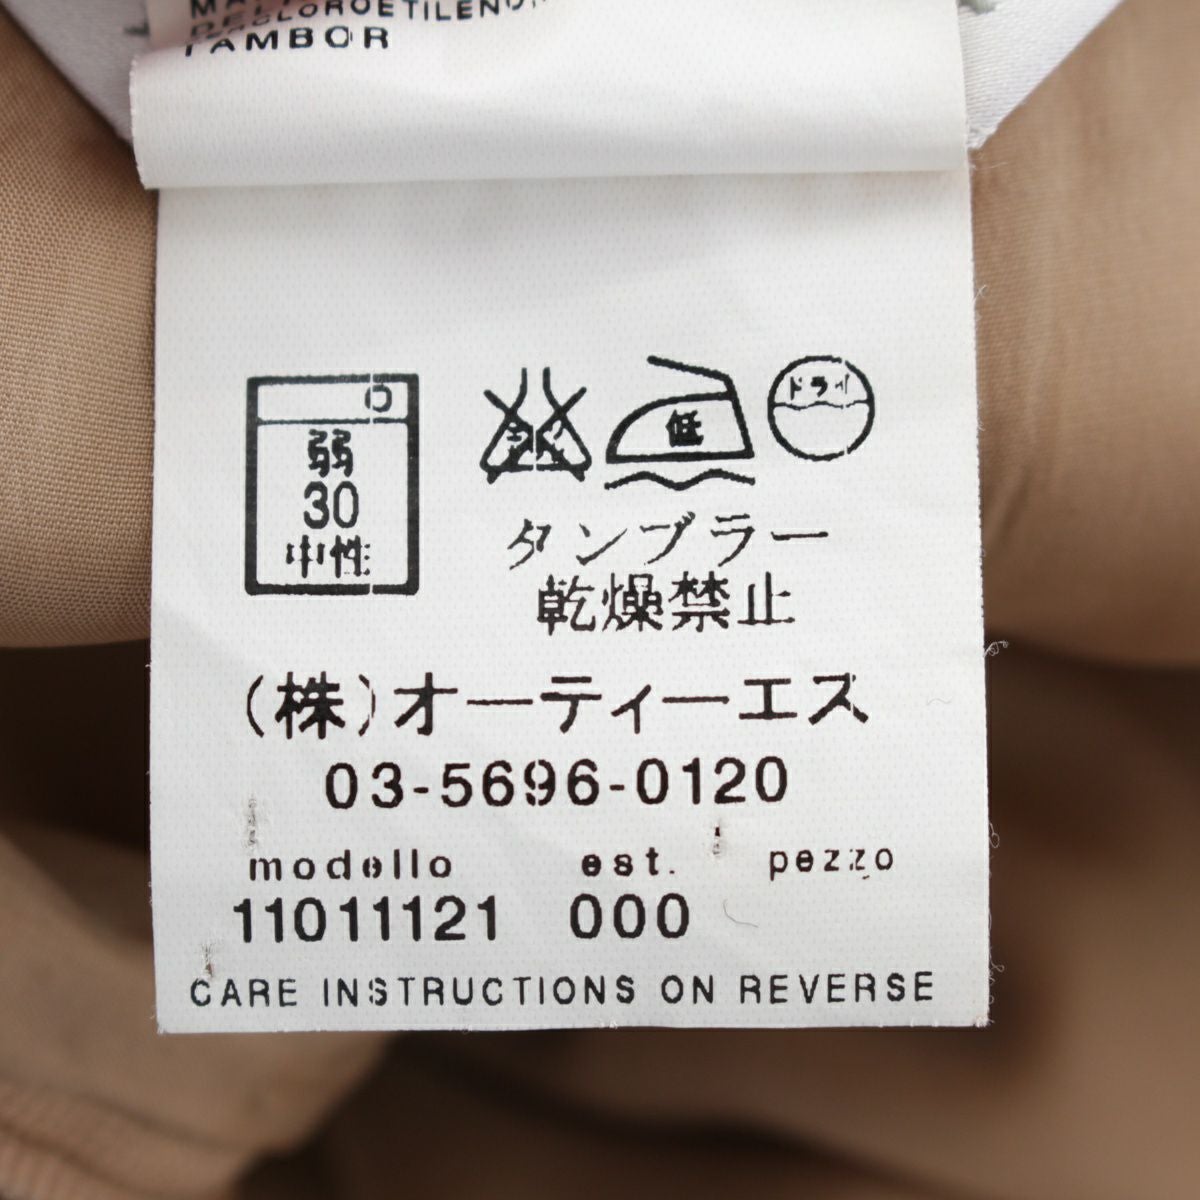 TAMBOR
弱
30
中性
低
ドライ
タンブラー
乾燥禁止
(株)オーティーエス
03-5696-0120
modello est. pezzo
11011121 000
CARE INSTRUCTIONS ON REVERSE